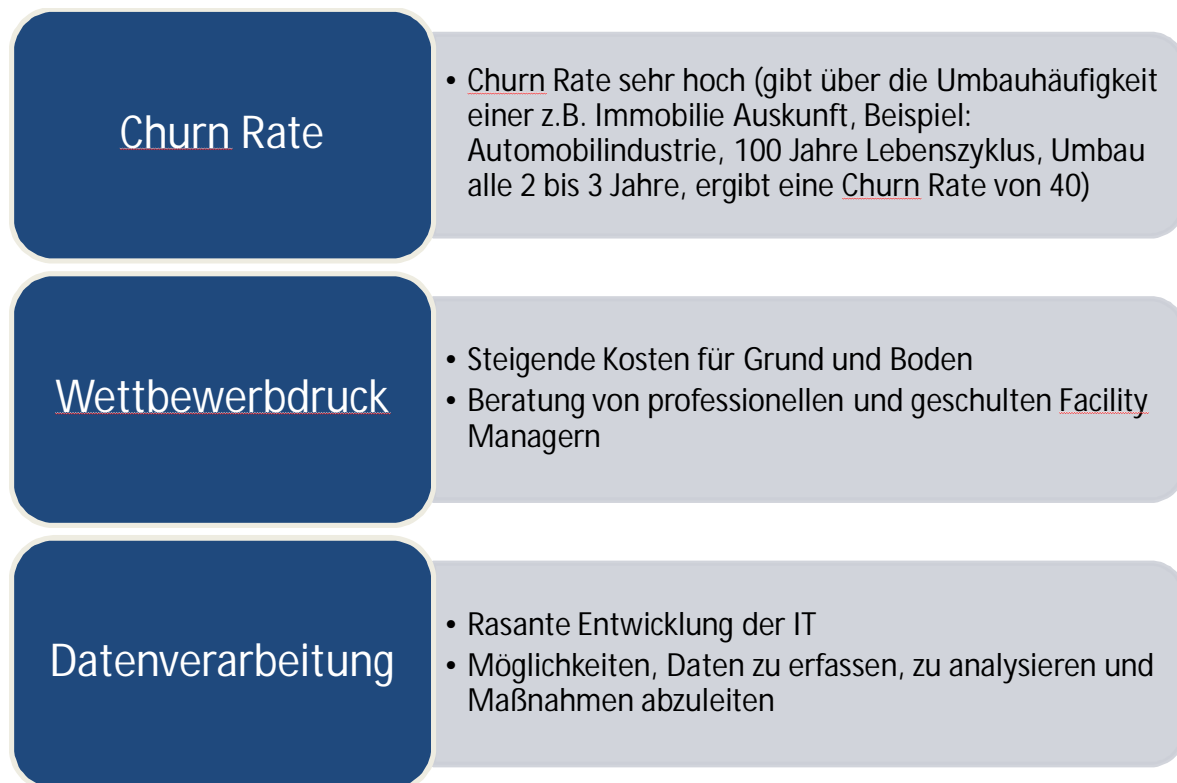 Churn Rate
• Churn Rate sehr hoch (gibt über die Umbauhäufigkeit
einer z.B. Immobilie Auskunft, Beispiel:
Automobilindustrie, 100 Jahre Lebenszyklus, Umbau
alle 2 bis 3 Jahre, ergibt eine Churn Rate von 40)
Wettbewerbdruck
• Steigende Kosten für Grund und Boden
• Beratung von professionellen und geschulten Facility
Managern
Datenverarbeitung
• Rasante Entwicklung der IT
• Möglichkeiten, Daten zu erfassen, zu analysieren und
Maßnahmen abzuleiten